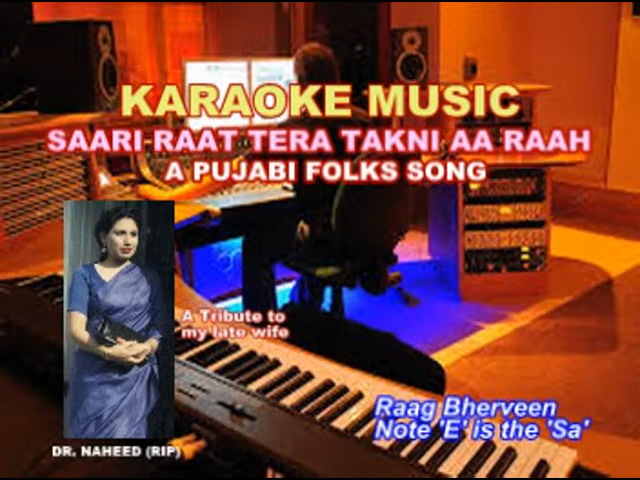 KARAOKE MUSIC
SAARI RAAT TERA TAKNI AA RAAH
A PUJABI FOLKS SONG
A Tribute to
my late wife
Raag Bherveen
Note 'E' is the 'Sa'
DR. NAHEED (RIP)